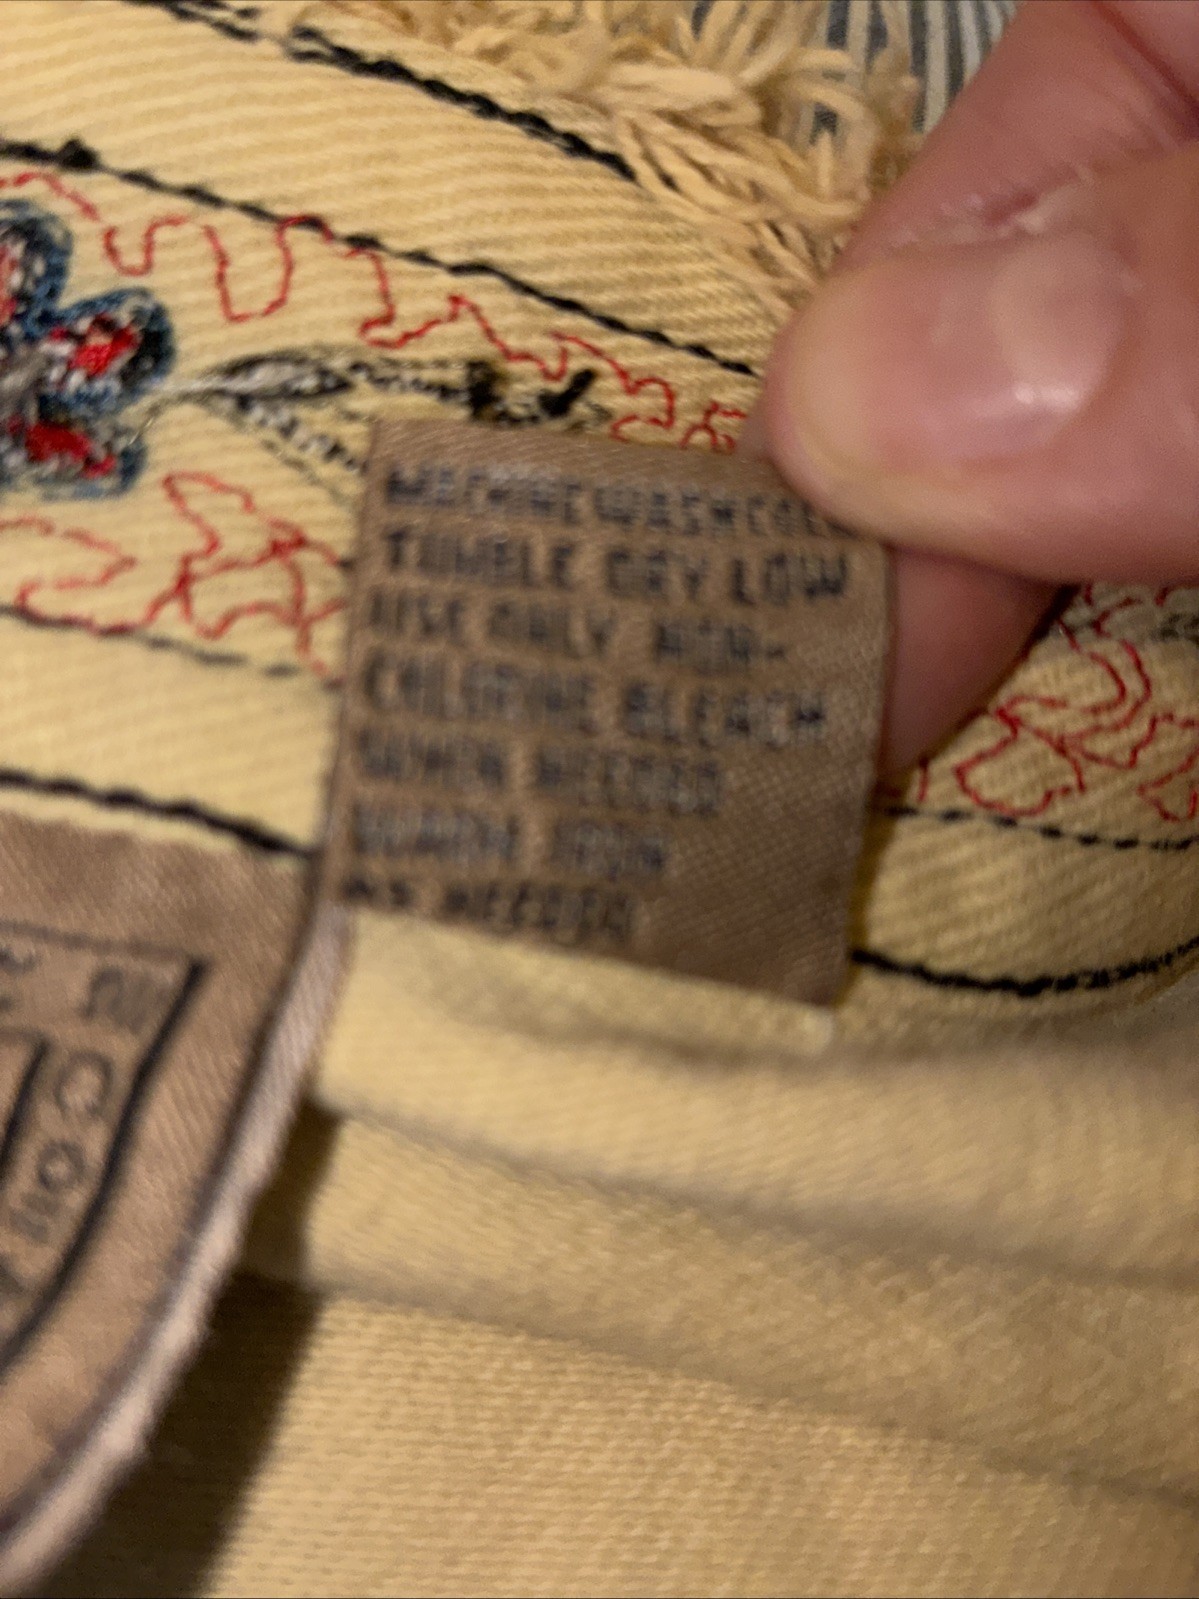 MACHINE WASH COLD
TUMBLE DRY LOW
USE ONLY NON-
CHLORINE BLEACH
WHEN NEEDED
WARM IRON
AS NEEDED